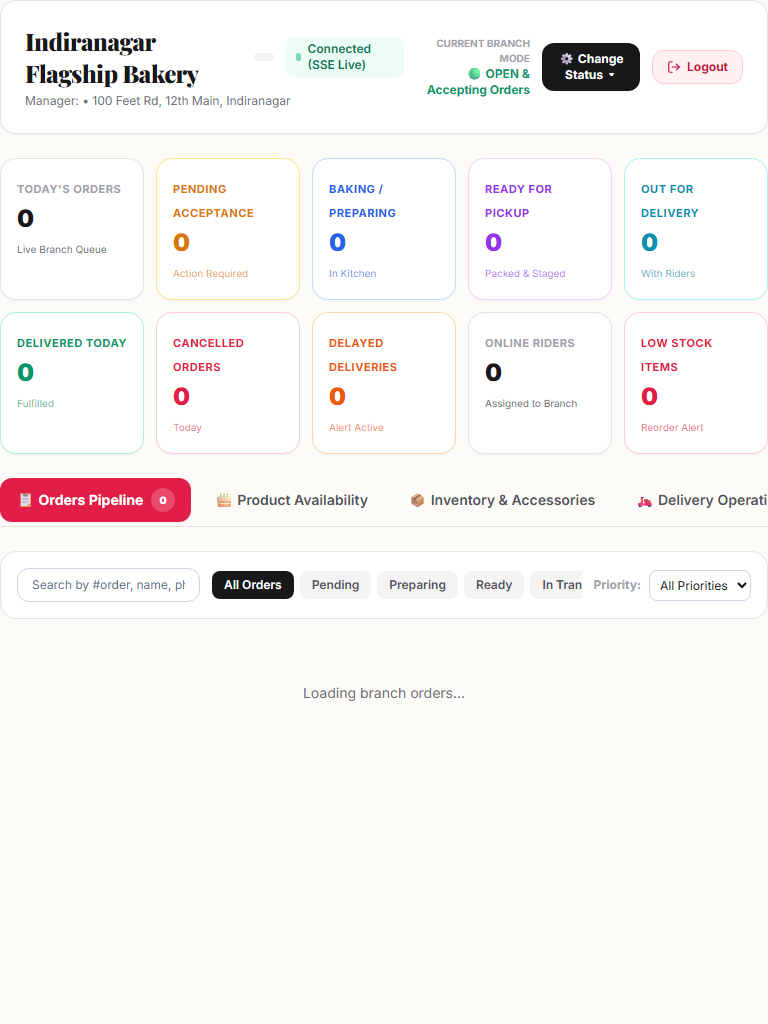 Indiranagar
Flagship Bakery
Manager: • 100 Feet Rd, 12th Main, Indiranagar
Connected
(SSE Live)
CURRENT BRANCH
MODE
OPEN &
Accepting Orders
Change
Status
Logout
TODAY'S ORDERS
0
Live Branch Queue
PENDING
ACCEPTANCE
0
Action Required
BAKING /
PREPARING
0
In Kitchen
READY FOR
PICKUP
0
Packed & Staged
OUT FOR
DELIVERY
0
With Riders
DELIVERED TODAY
0
Fulfilled
CANCELLED
ORDERS
0
Today
DELAYED
DELIVERIES
0
Alert Active
ONLINE RIDERS
0
Assigned to Branch
LOW STOCK
ITEMS
0
Reorder Alert
Orders Pipeline 0
Product Availability
Inventory & Accessories
Delivery Operati
Search by #order, name, ph
All Orders
Pending
Preparing
Ready
In Tran
Priority:
All Priorities
Loading branch orders...